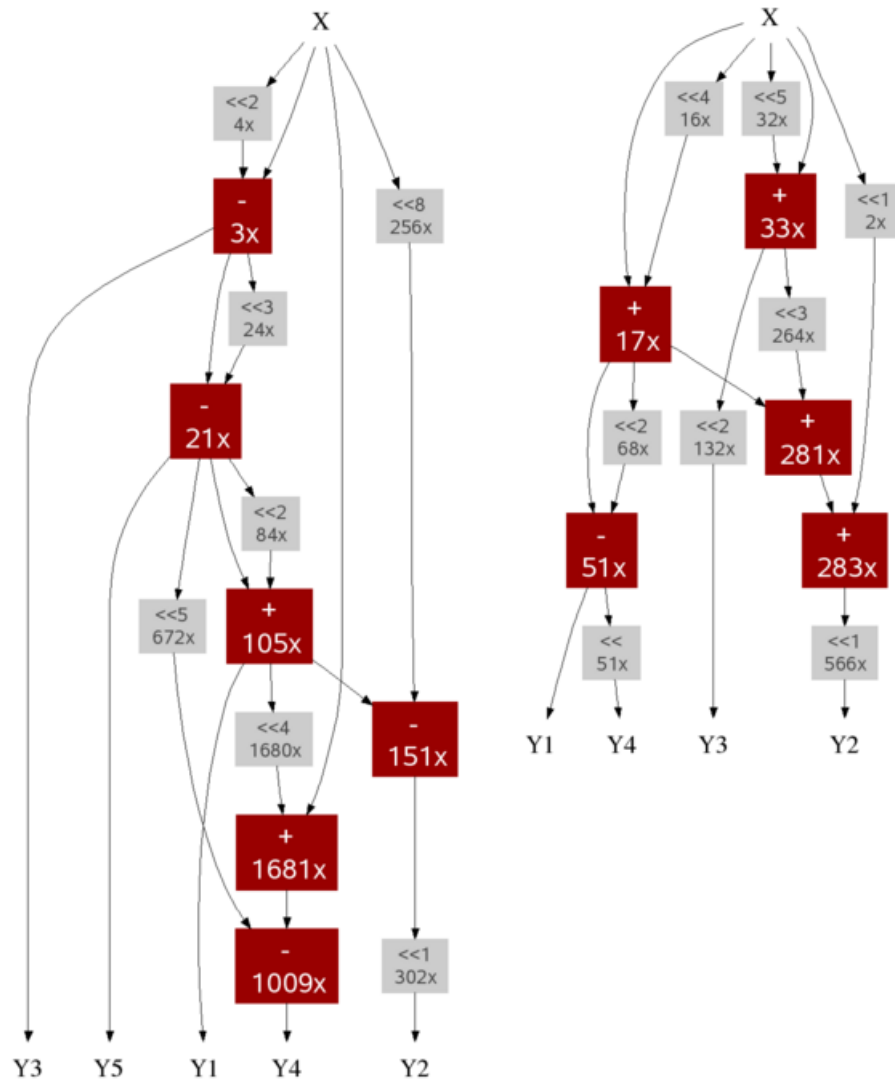 X
<<2
4x
-
3x
<<8
256x
<<3
24x
-
21x
<<2
84x
<<5
672x
+
105x
<<4
1680x
-
151x
+
1681x
-
1009x
<<1
302x
Y3 Y5 Y1 Y4 Y2
X
<<4
16x
<<5
32x
+
33x
<<1
2x
+
17x
<<3
264x
<<2
68x
<<2
132x
+
281x
-
51x
+
283x
<<
51x
<<1
566x
Y1 Y4 Y3 Y2